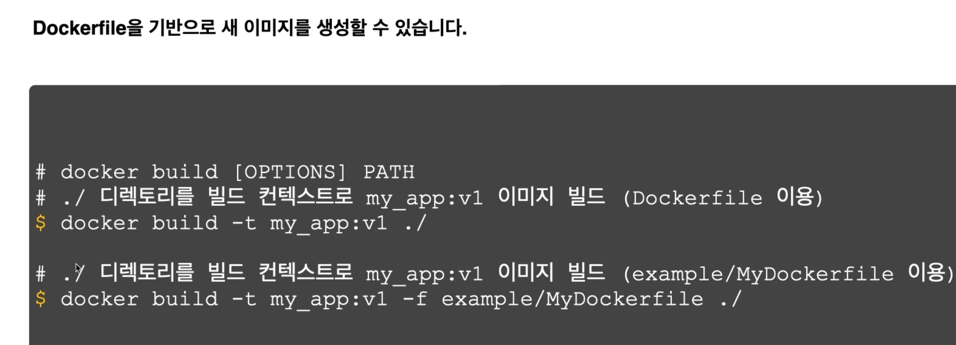 Dockerfile을 기반으로 새 이미지를 생성할 수 있습니다.
# docker build [OPTIONS] PATH
# ./ 디렉토리를 빌드 컨텍스트로 my_app:v1 이미지 빌드 (Dockerfile 이용)
$ docker build -t my_app:v1 ./
# ./ 디렉토리를 빌드 컨텍스트로 my_app:v1 이미지 빌드 (example/MyDockerfile 이용)
$ docker build -t my_app:v1 -f example/MyDockerfile ./